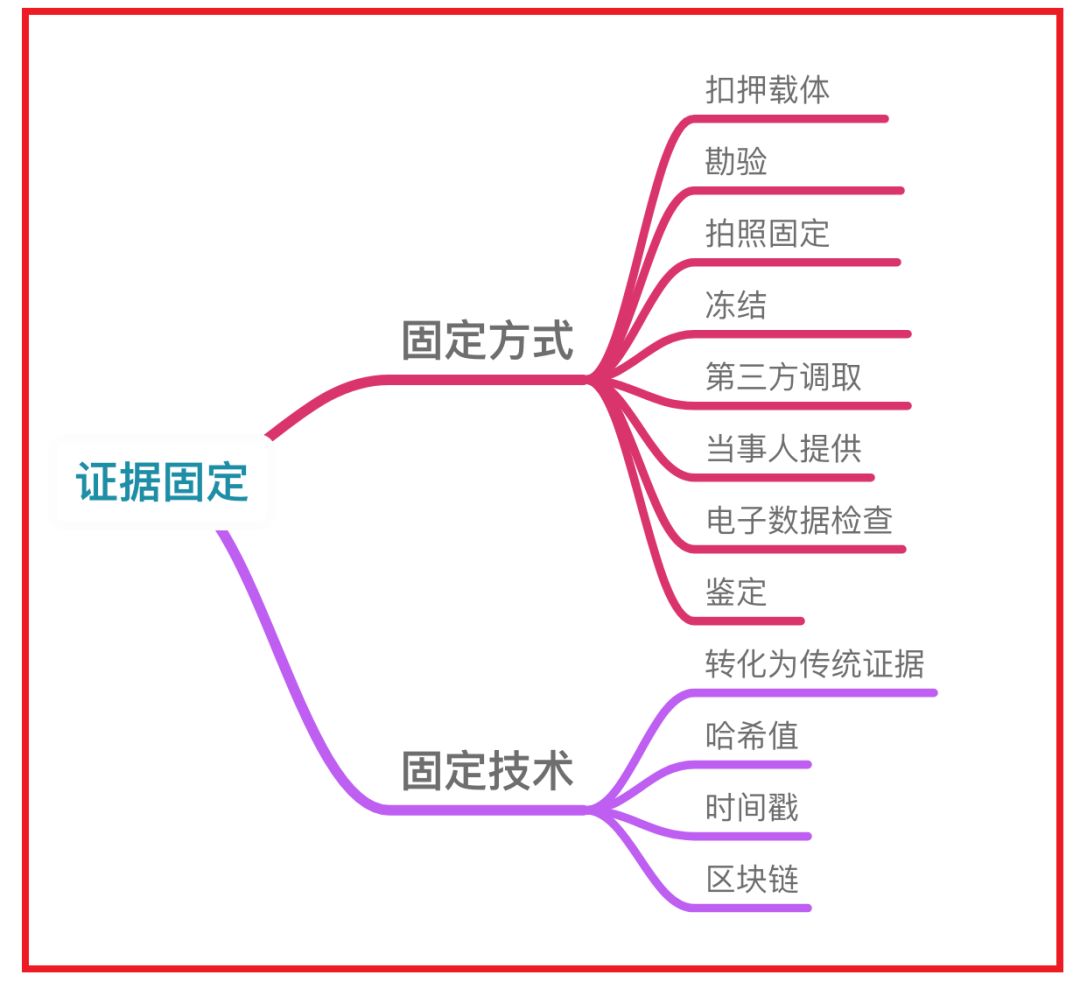 证据固定
固定方式
扣押载体
勘验
拍照固定
冻结
第三方调取
当事人提供
电子数据检查
鉴定
固定技术
转化为传统证据
哈希值
时间戳
区块链